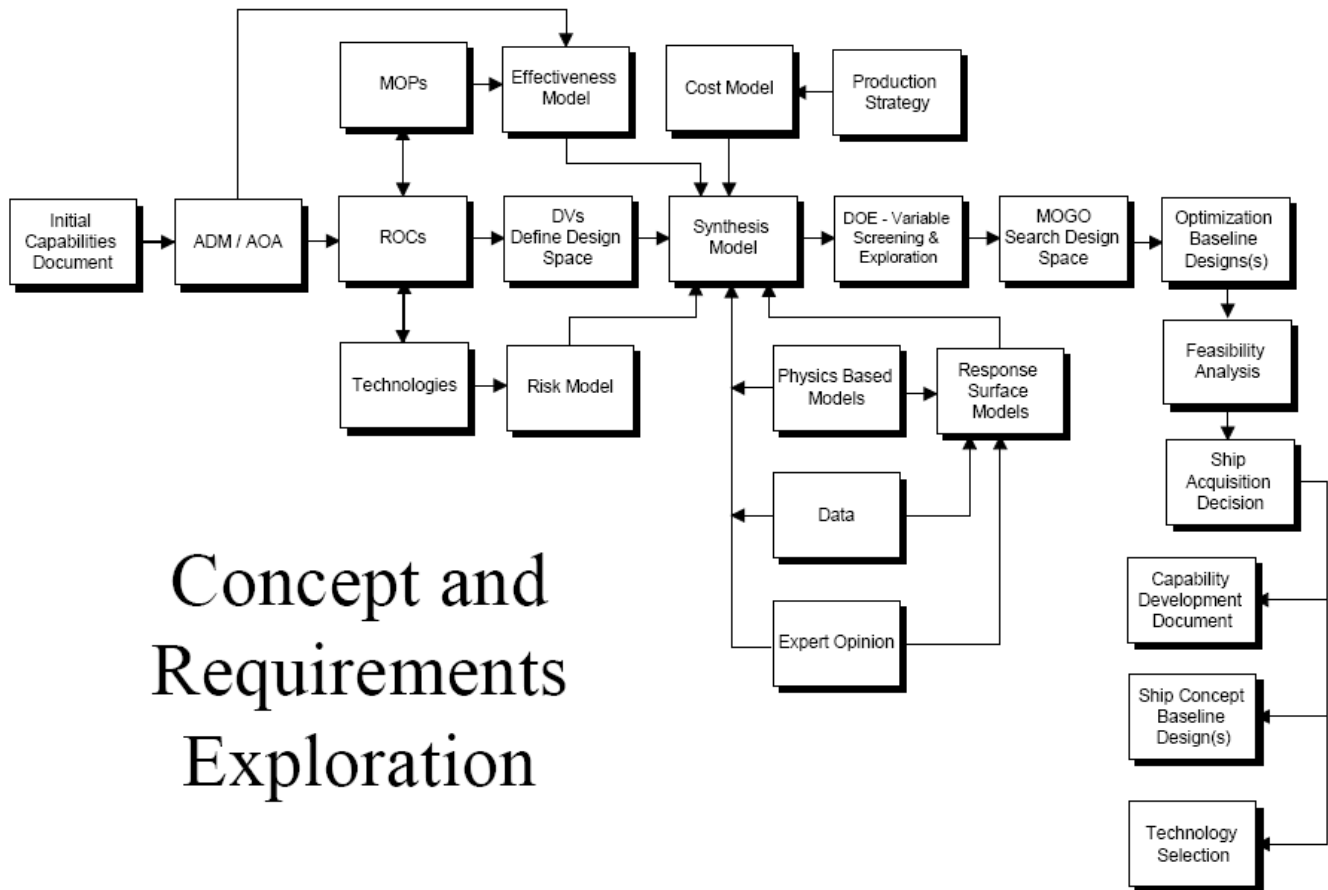 MOPs
Effectiveness
Model
Cost Model
Production
Strategy
Initial
Capabilities
Document
ADM / AOA
ROCs
DVs
Define Design
Space
Synthesis
Model
DOE - Variable
Screening &
Exploration
MOGO
Search Design
Space
Optimization
Baseline
Designs(s)
Technologies
Risk Model
Physics Based
Models
Response
Surface
Models
Feasibility
Analysis
Data
Ship
Acquisition
Decision
Expert Opinion
Capability
Development
Document
Ship Concept
Baseline
Design(s)
Technology
Selection
Concept and
Requirements
Exploration